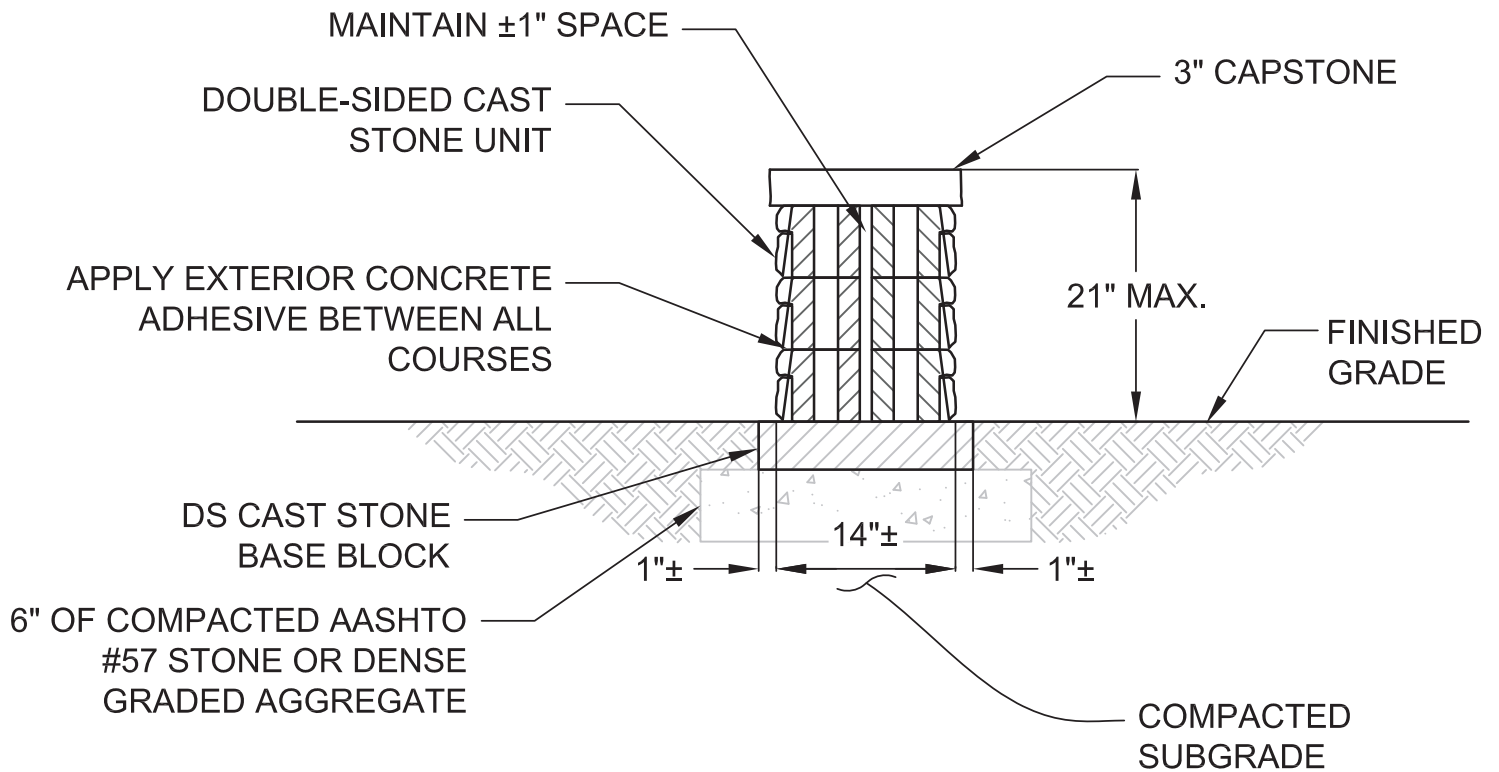 MAINTAIN ±1" SPACE
3" CAPSTONE
DOUBLE-SIDED CAST
STONE UNIT
APPLY EXTERIOR CONCRETE
ADHESIVE BETWEEN ALL
COURSES
21" MAX.
FINISHED
GRADE
DS CAST STONE
BASE BLOCK
14"±
1"±
1"±
6" OF COMPACTED AASHTO
#57 STONE OR DENSE
GRADED AGGREGATE
COMPACTED
SUBGRADE